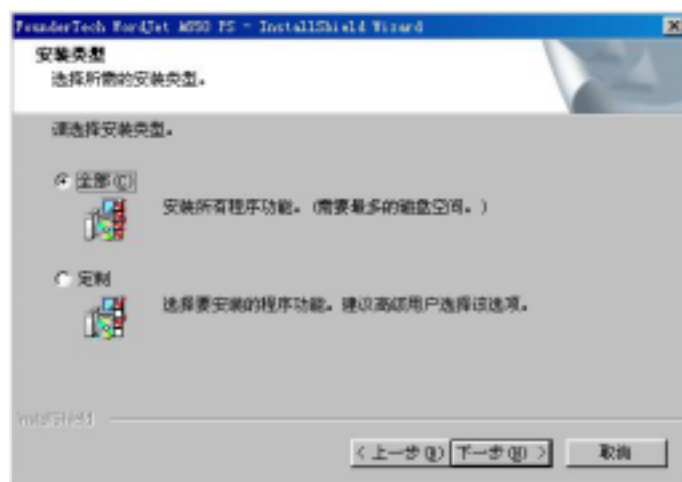 FounderTech WordJet A650 PS - InstallShield Wizard
安装类型
选择所需的安装类型。
请选择安装类型。
全部(C)
安装所有程序功能。(需要最多的磁盘空间。)
定制
选择要安装的程序功能。建议高级用户选择该选项。
InstallShield
< 上一步(B) 下一步(N) > 取消